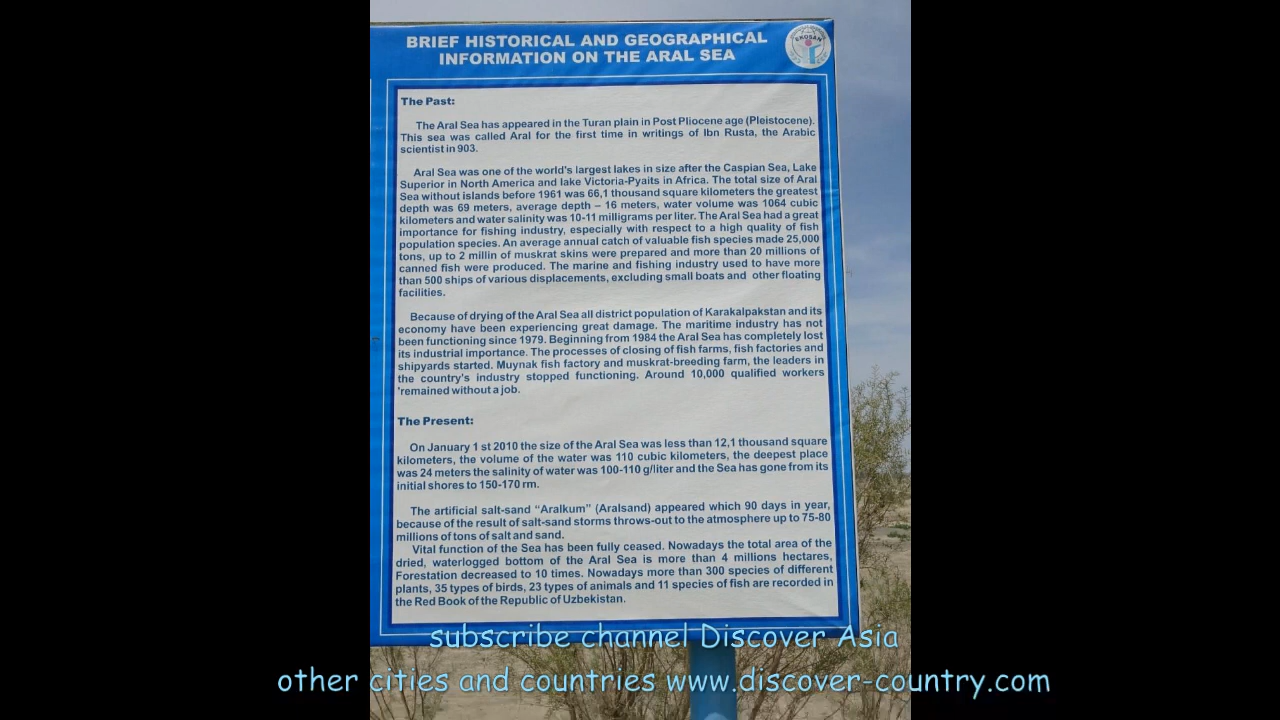 BRIEF HISTORICAL AND GEOGRAPHICAL
INFORMATION ON THE ARAL SEA
EKOSAN
The Past:
The Aral Sea has appeared in the Turan plain in Post Pliocene age (Pleistocene).
This sea was called Aral for the first time in writings of Ibn Rusta, the Arabic
scientist in 903.
Aral Sea was one of the world's largest lakes in size after the Caspian Sea, Lake
Superior in North America and lake Victoria-Pyaits in Africa. The total size of Aral
Sea without islands before 1961 was 66,1 thousand square kilometers the greatest
depth was 69 meters, average depth – 16 meters, water volume was 1064 cubic
kilometers and water salinity was 10-11 milligrams per liter. The Aral Sea had a great
importance for fishing industry, especially with respect to a high quality of fish
population species. An average annual catch of valuable fish species made 25,000
tons, up to 2 millin of muskrat skins were prepared and more than 20 millions of
canned fish were produced. The marine and fishing industry used to have more
than 500 ships of various displacements, excluding small boats and other floating
facilities.
Because of drying of the Aral Sea all district population of Karakalpakstan and its
economy have been experiencing great damage. The maritime industry has not
been functioning since 1979. Beginning from 1984 the Aral Sea has completely lost
its industrial importance. The processes of closing of fish farms, fish factories and
shipyards started. Muynak fish factory and muskrat-breeding farm, the leaders in
the country's industry stopped functioning. Around 10,000 qualified workers
'remained without a job.
The Present:
On January 1 st 2010 the size of the Aral Sea was less than 12,1 thousand square
kilometers, the volume of the water was 110 cubic kilometers, the deepest place
was 24 meters the salinity of water was 100-110 g/liter and the Sea has gone from its
initial shores to 150-170 rm.
The artificial salt-sand “Aralkum” (Aralsand) appeared which 90 days in year,
because of the result of salt-sand storms throws-out to the atmosphere up to 75-80
millions of tons of salt and sand.
Vital function of the Sea has been fully ceased. Nowadays the total area of the
dried, waterlogged bottom of the Aral Sea is more than 4 millions hectares,
Forestation decreased to 10 times. Nowadays more than 300 species of different
plants, 35 types of birds, 23 types of animals and 11 species of fish are recorded in
the Red Book of the Republic of Uzbekistan.
subscribe channel Discover Asia
other cities and countries www.discover-country.com